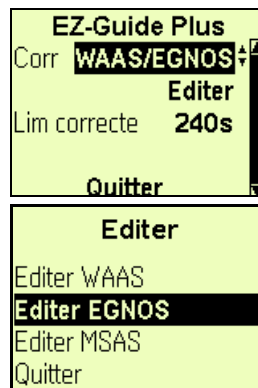 EZ-Guide Plus
Corr WAAS/EGNOS
Editer
Lim correcte 240s
Quitter
Editer
Editer WAAS
Editer EGNOS
Editer MSAS
Quitter